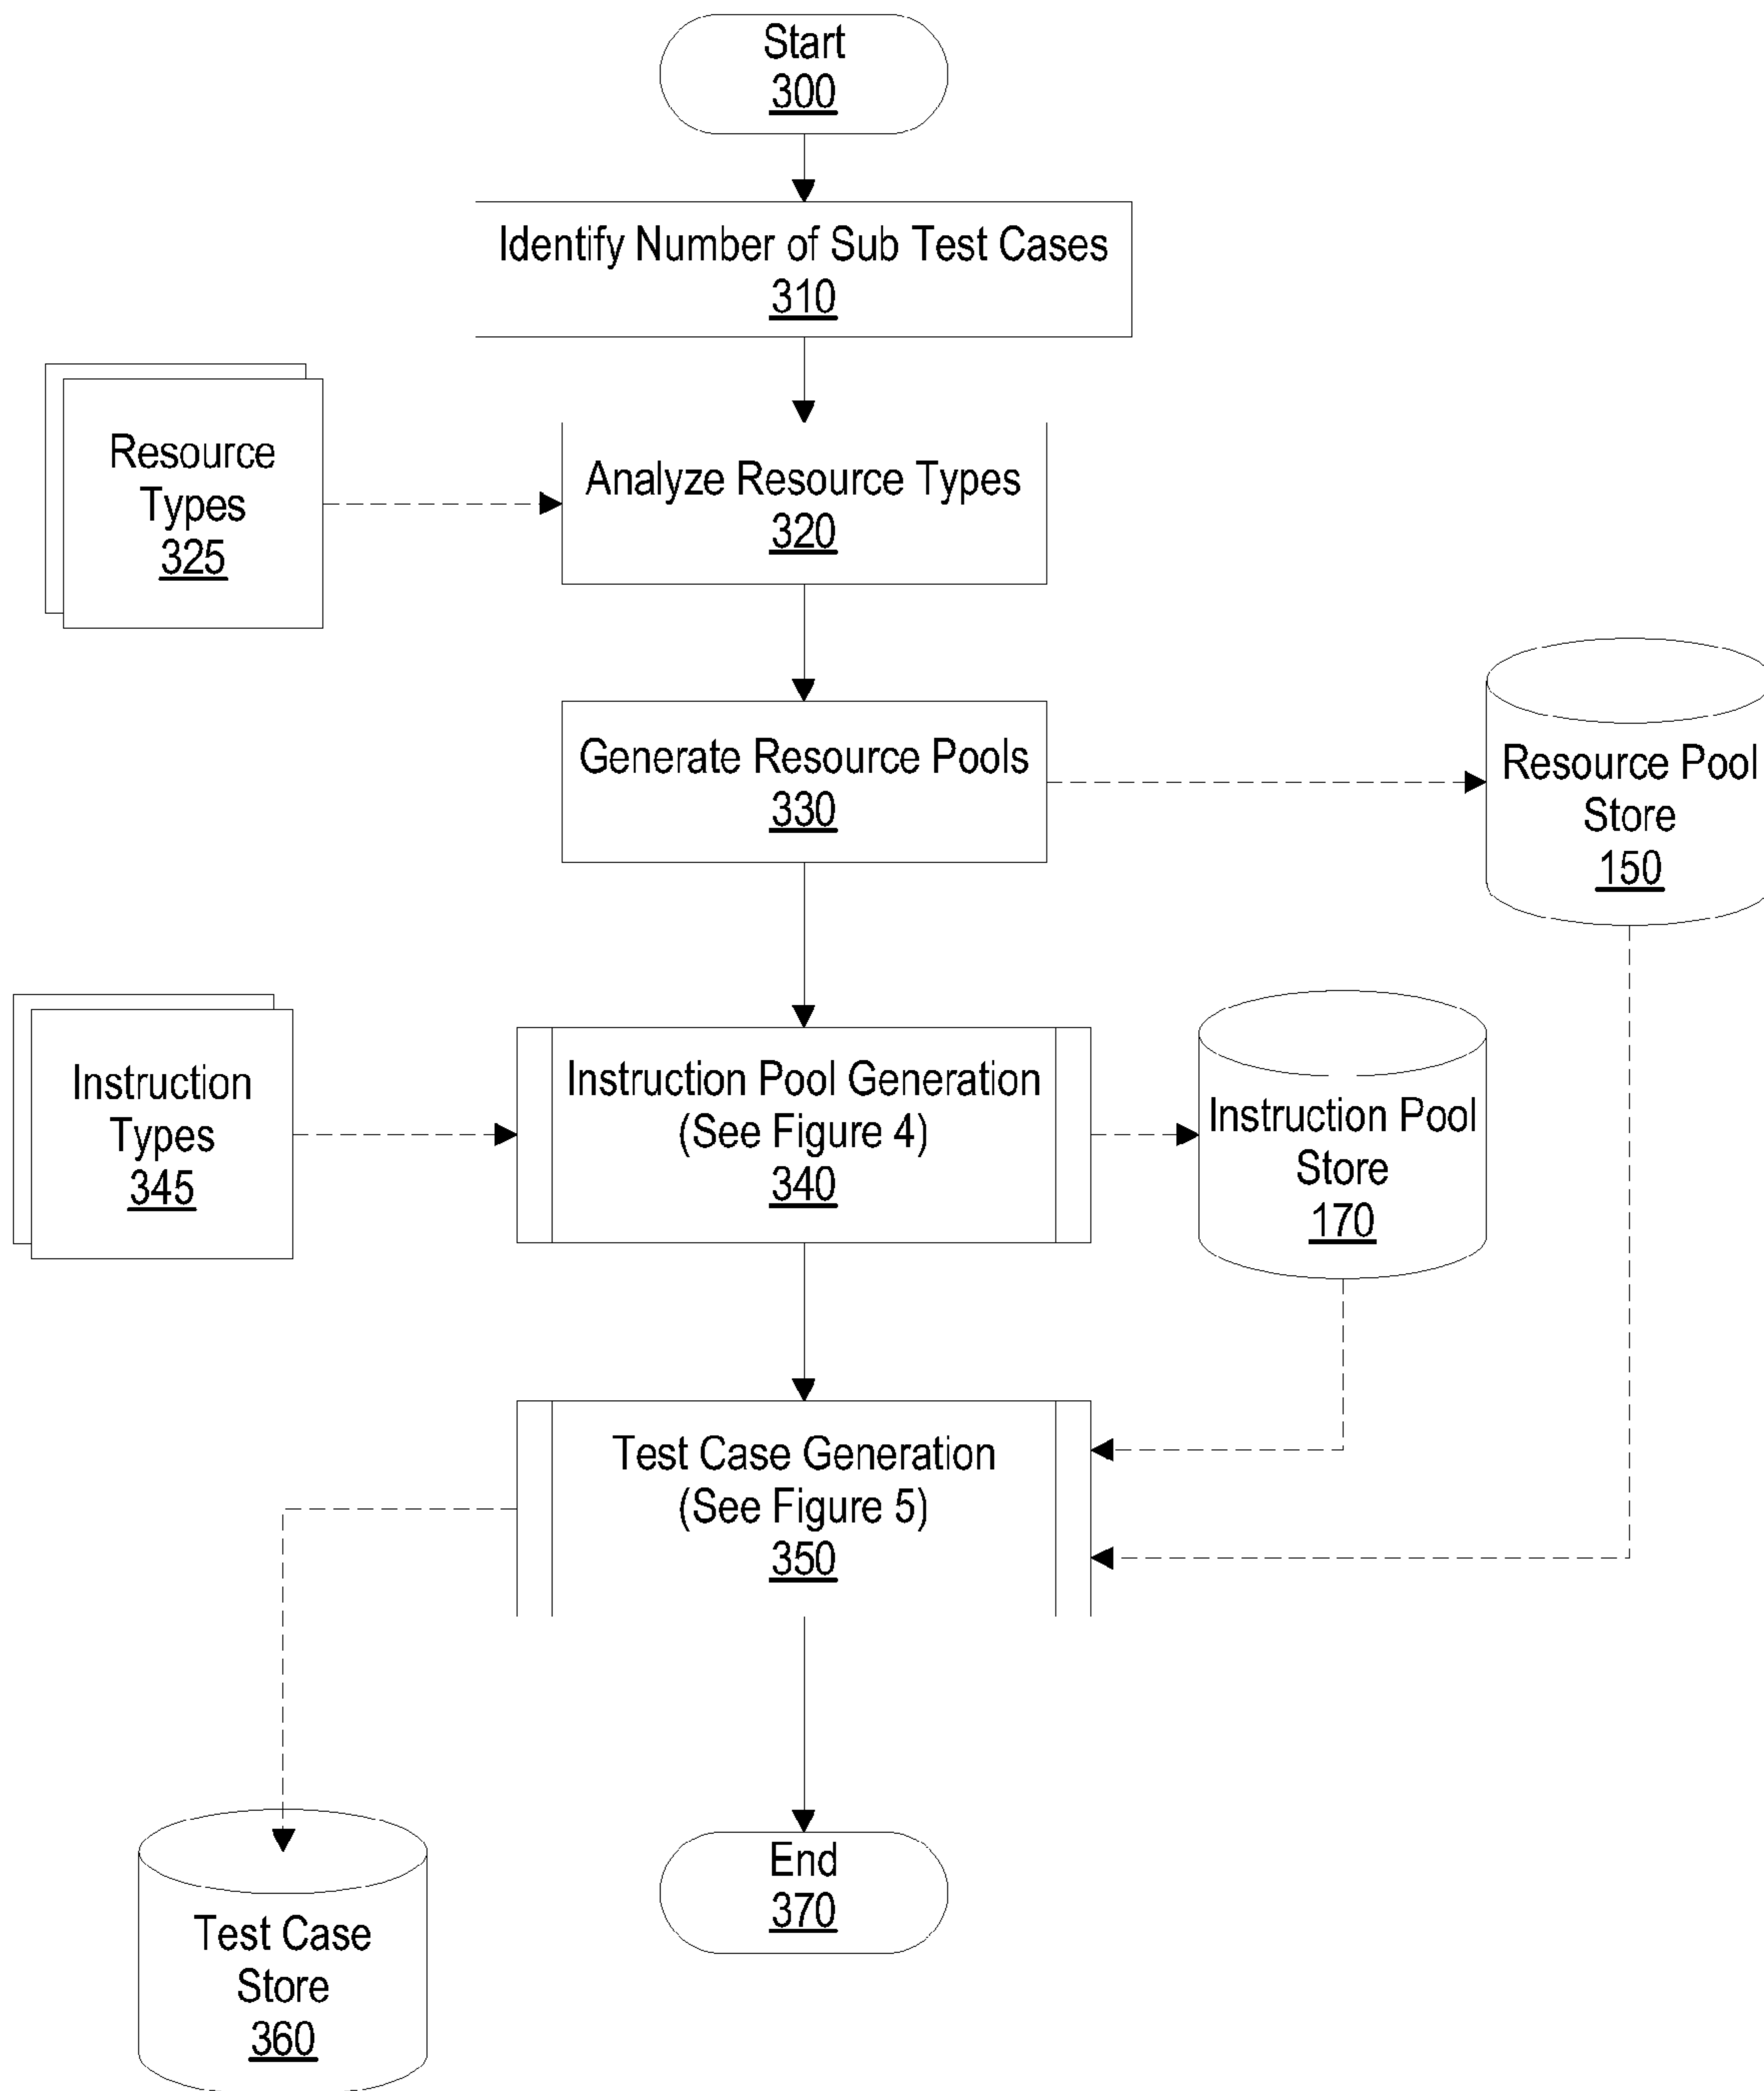 Start
300
Identify Number of Sub Test Cases
310
Resource
Types
325
Analyze Resource Types
320
Generate Resource Pools
330
Resource Pool
Store
150
Instruction
Types
345
Instruction Pool Generation
(See Figure 4)
340
Instruction Pool
Store
170
Test Case Generation
(See Figure 5)
350
End
370
Test Case
Store
360